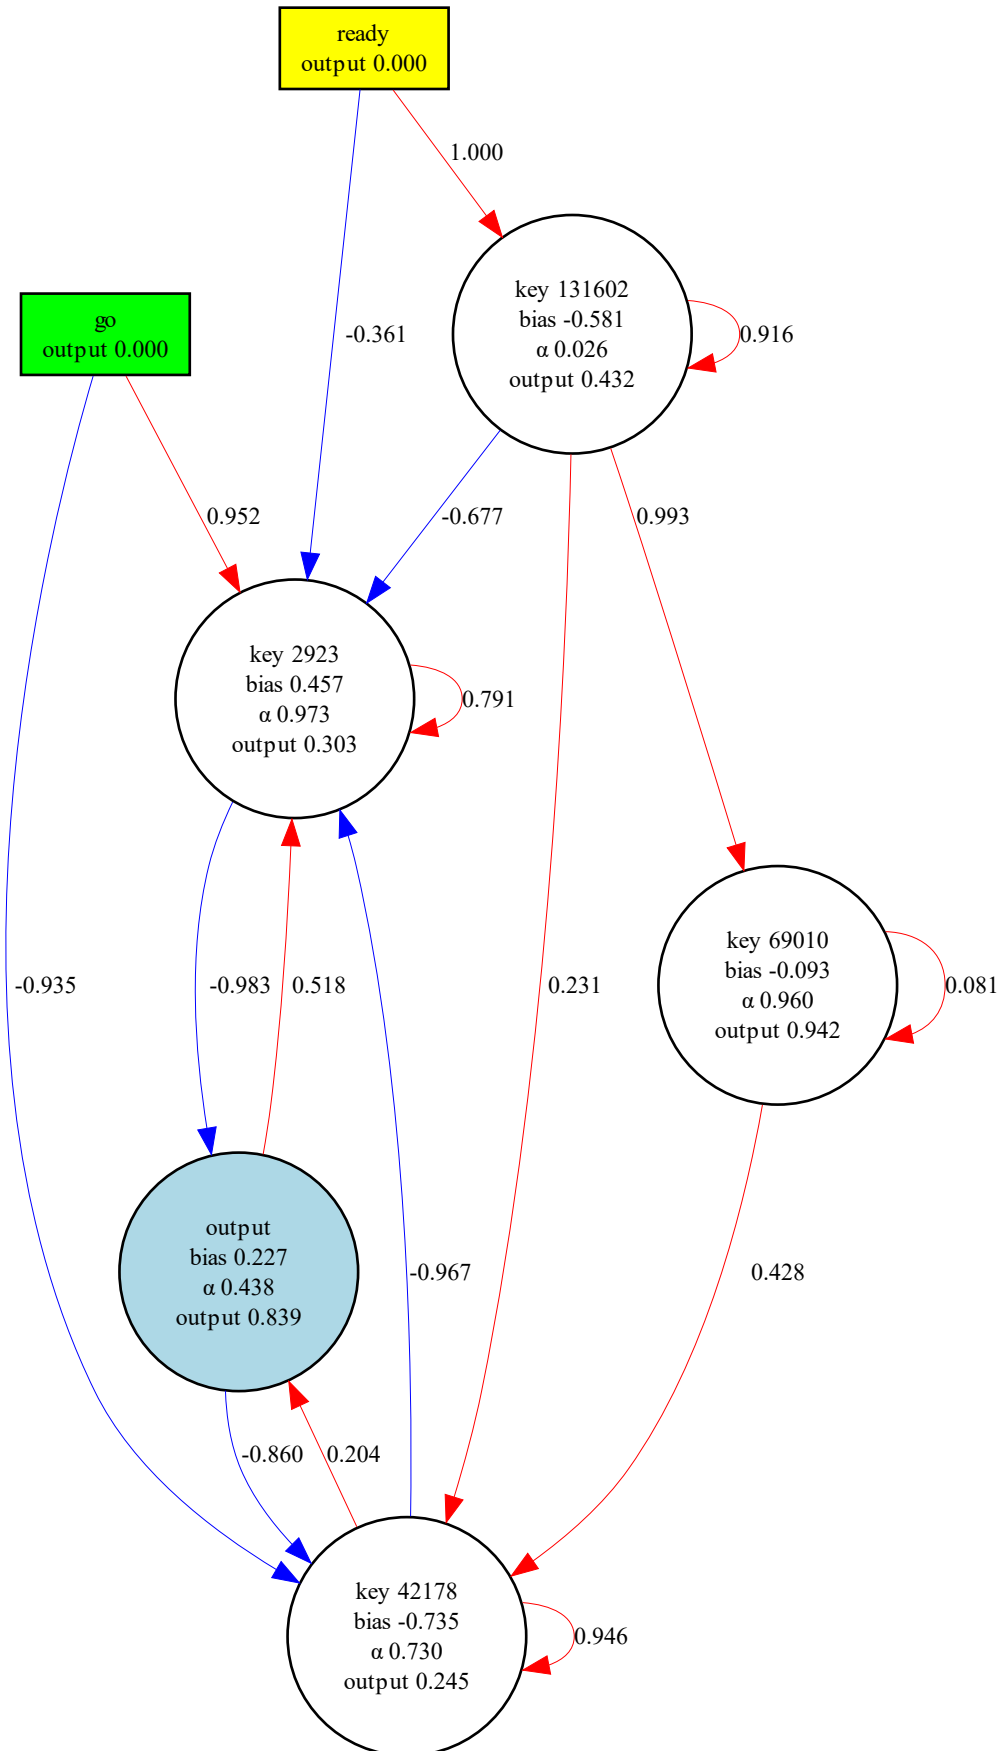 ready
output 0.000
1.000
key 131602
bias -0.581
α 0.026
output 0.432
0.916
-0.361
go
output 0.000
0.952
-0.677
0.993
key 2923
bias 0.457
α 0.973
output 0.303
0.791
key 69010
bias -0.093
α 0.960
output 0.942
0.081
-0.935
-0.983
0.518
0.231
output
bias 0.227
α 0.438
output 0.839
-0.967
0.428
-0.860
0.204
key 42178
bias -0.735
α 0.730
output 0.245
0.946